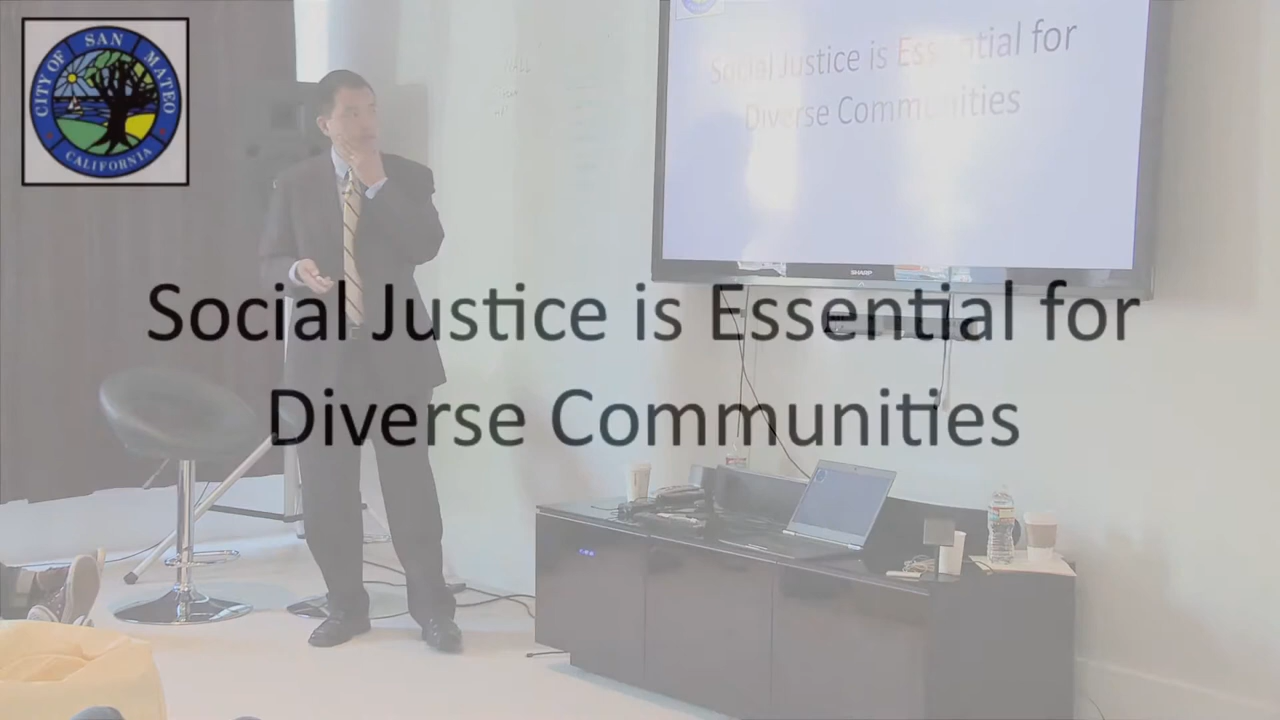 CITY OF SAN MATEO
CALIFORNIA
Social Justice is Essential for
Diverse Communities
SHARP
Social Justice is Essential for
Diverse Communities